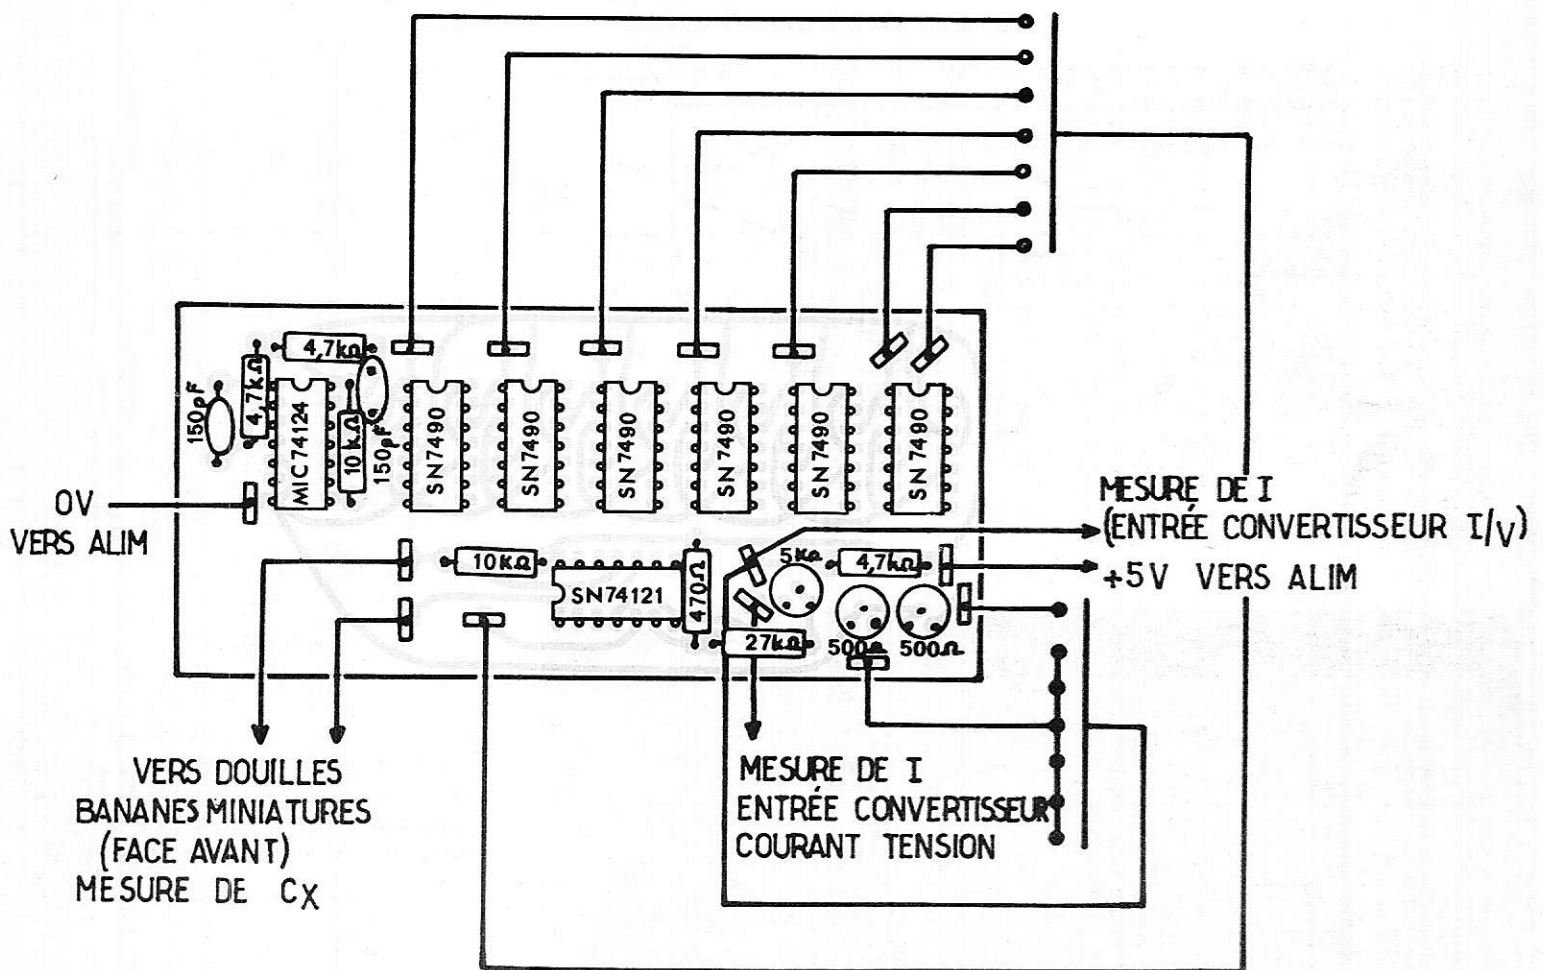 4,7kΩ
150pF
4,7kΩ
MIC74124
10kΩ
150pF
SN7490
SN7490
SN7490
SN7490
SN7490
SN7490
0V
VERS ALIM
10kΩ
SN74121
470Ω
5kΩ
4,7kΩ
27kΩ
500Ω
500Ω
MESURE DE I
(ENTRÉE CONVERTISSEUR I/V)
+5V VERS ALIM
VERS DOUILLES
BANANES MINIATURES
(FACE AVANT)
MESURE DE CX
MESURE DE I
ENTRÉE CONVERTISSEUR
COURANT TENSION